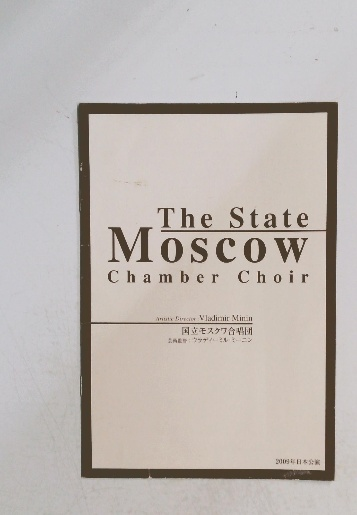 The State
Moscow
Chamber Choir
Artistic Director Vladimir Minin
国立モスクワ合唱団
芸術監督：ウラディーミル・ミーニン
2008年日本公演